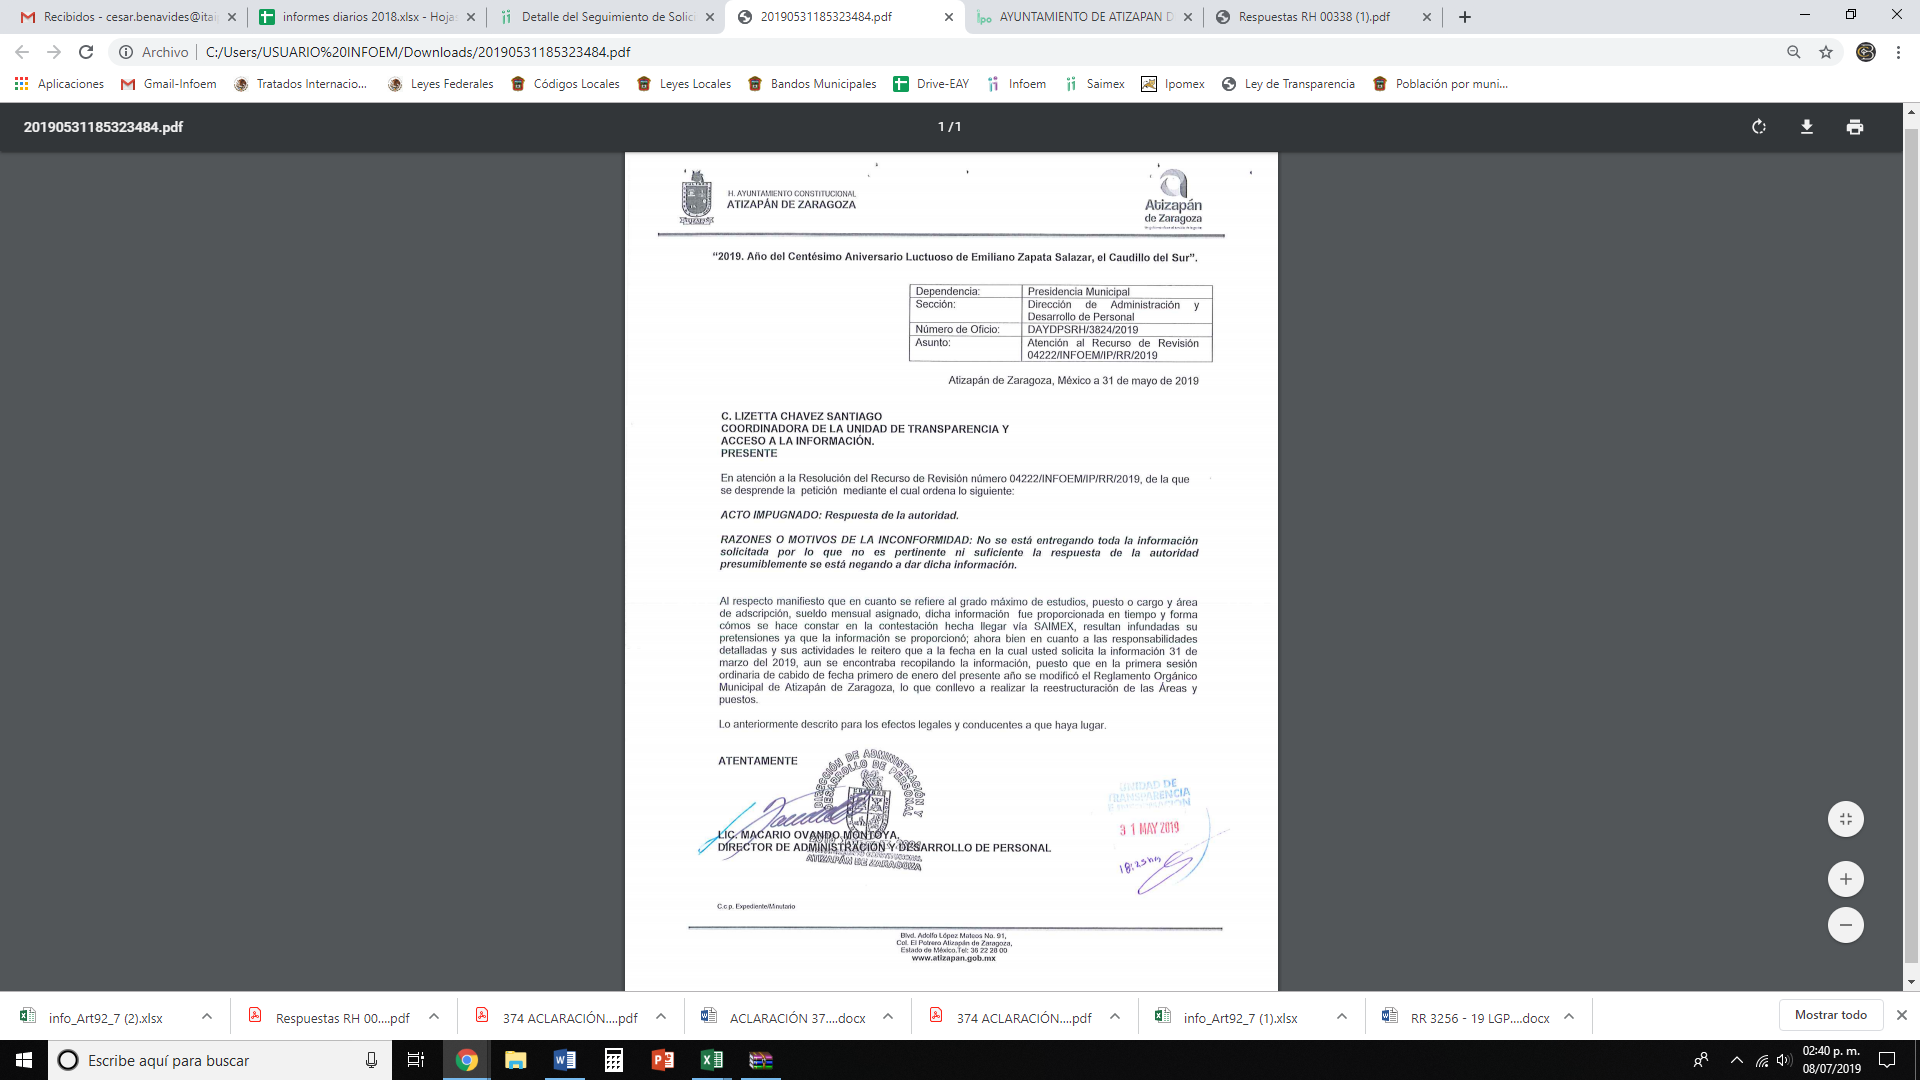 Recibidos - cesar.benavides@itai
informes diarios 2018.xlsx - Hoja
Detalle del Seguimiento de Solici
20190531185323484.pdf
AYUNTAMIENTO DE ATIZAPAN D
Respuestas RH 00338 (1).pdf
Archivo
C:/Users/USUARIO%20INFOEM/Downloads/20190531185323484.pdf
Aplicaciones
Gmail-Infoem
Tratados Internacio...
Leyes Federales
Códigos Locales
Leyes Locales
Bandos Municipales
Drive-EAY
Infoem
Saimex
Ipomex
Ley de Transparencia
Población por muni...
20190531185323484.pdf
1 / 1
H. AYUNTAMIENTO CONSTITUCIONAL
ATIZAPÁN DE ZARAGOZA
Atizapán
de Zaragoza
"2019. Año del Centésimo Aniversario Luctuoso de Emiliano Zapata Salazar, el Caudillo del Sur".
Dependencia: Presidencia Municipal
Sección: Dirección de Administración y
Desarrollo de Personal
Número de Oficio: DAYDPSRH/3824/2019
Asunto: Atención al Recurso de Revisión
04222/INFOEM/IP/RR/2019
Atizapán de Zaragoza, México a 31 de mayo de 2019
C. LIZETTA CHAVEZ SANTIAGO
COORDINADORA DE LA UNIDAD DE TRANSPARENCIA Y
ACCESO A LA INFORMACIÓN.
PRESENTE
En atención a la Resolución del Recurso de Revisión número 04222/INFOEM/IP/RR/2019, de la que
se desprende la petición mediante el cual ordena lo siguiente:
ACTO IMPUGNADO: Respuesta de la autoridad.
RAZONES O MOTIVOS DE LA INCONFORMIDAD: No se está entregando toda la información
solicitada por lo que no es pertinente ni suficiente la respuesta de la autoridad
presumiblemente se está negando a dar dicha información.
Al respecto manifiesto que en cuanto se refiere al grado máximo de estudios, puesto o cargo y área
de adscripción, sueldo mensual asignado, dicha información fue proporcionada en tiempo y forma
cómos se hace constar en la contestación hecha llegar vía SAIMEX, resultan infundadas su
pretensiones ya que la información se proporcionó; ahora bien en cuanto a las responsabilidades
detalladas y sus actividades le reitero que a la fecha en la cual usted solicita la información 31 de
marzo del 2019, aun se encontraba recopilando la información, puesto que en la primera sesión
ordinaria de cabido de fecha primero de enero del presente año se modificó el Reglamento Orgánico
Municipal de Atizapán de Zaragoza, lo que conllevo a realizar la reestructuración de las Áreas y
puestos.
Lo anteriormente descrito para los efectos legales y conducentes a que haya lugar.
ATENTAMENTE
DIRECCIÓN DE ADMINISTRACIÓN Y
DESARROLLO DE PERSONAL
UNIDAD DE
TRANSPARENCIA
31 MAY 2019
18:25 hrs
LIC. MACARIO OVANDO MONTOYA.
DIRECTOR DE ADMINISTRACIÓN Y DESARROLLO DE PERSONAL
ATIZAPÁN DE ZARAGOZA
C.c.p. Expediente/Minutario
Blvd. Adolfo López Mateos No. 91,
Col. El Potrero Atizapán de Zaragoza,
Estado de México.Tel: 36 22 28 00
www.atizapan.gob.mx
info_Art92_7 (2).xlsx
Respuestas RH 00....pdf
374 ACLARACIÓN....pdf
ACLARACIÓN 37....docx
374 ACLARACIÓN....pdf
info_Art92_7 (1).xlsx
RR 3256 - 19 LGP....docx
Mostrar todo
Escribe aquí para buscar
02:40 p. m.
08/07/2019